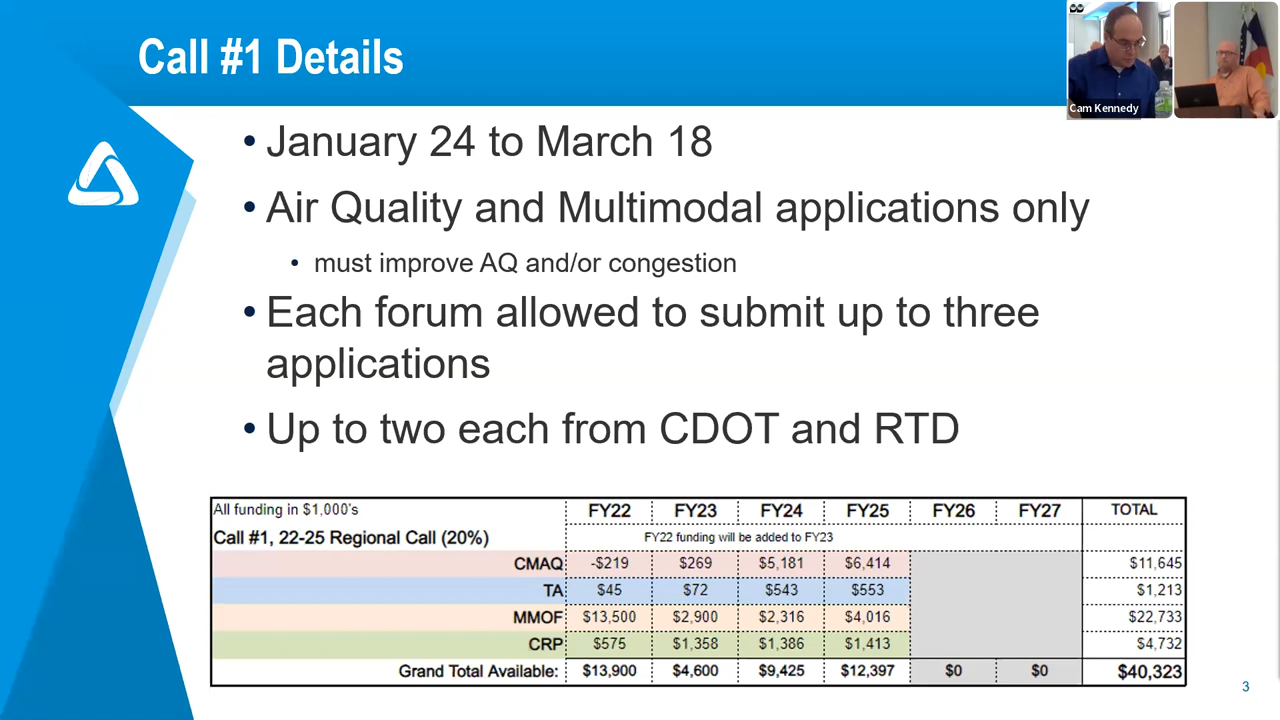 Call #1 Details
Cam Kennedy
• January 24 to March 18
• Air Quality and Multimodal applications only
• must improve AQ and/or congestion
• Each forum allowed to submit up to three
applications
• Up to two each from CDOT and RTD
All funding in $1,000's FY22 FY23 FY24 FY25 FY26 FY27 TOTAL
Call #1, 22-25 Regional Call (20%) FY22 funding will be added to FY23
CMAQ -$219 $269 $5,181 $6,414 $11,645
TA $45 $72 $543 $553 $1,213
MMOF $13,500 $2,900 $2,316 $4,016 $22,733
CRP $575 $1,358 $1,386 $1,413 $4,732
Grand Total Available: $13,900 $4,600 $9,425 $12,397 $0 $0 $40,323
3